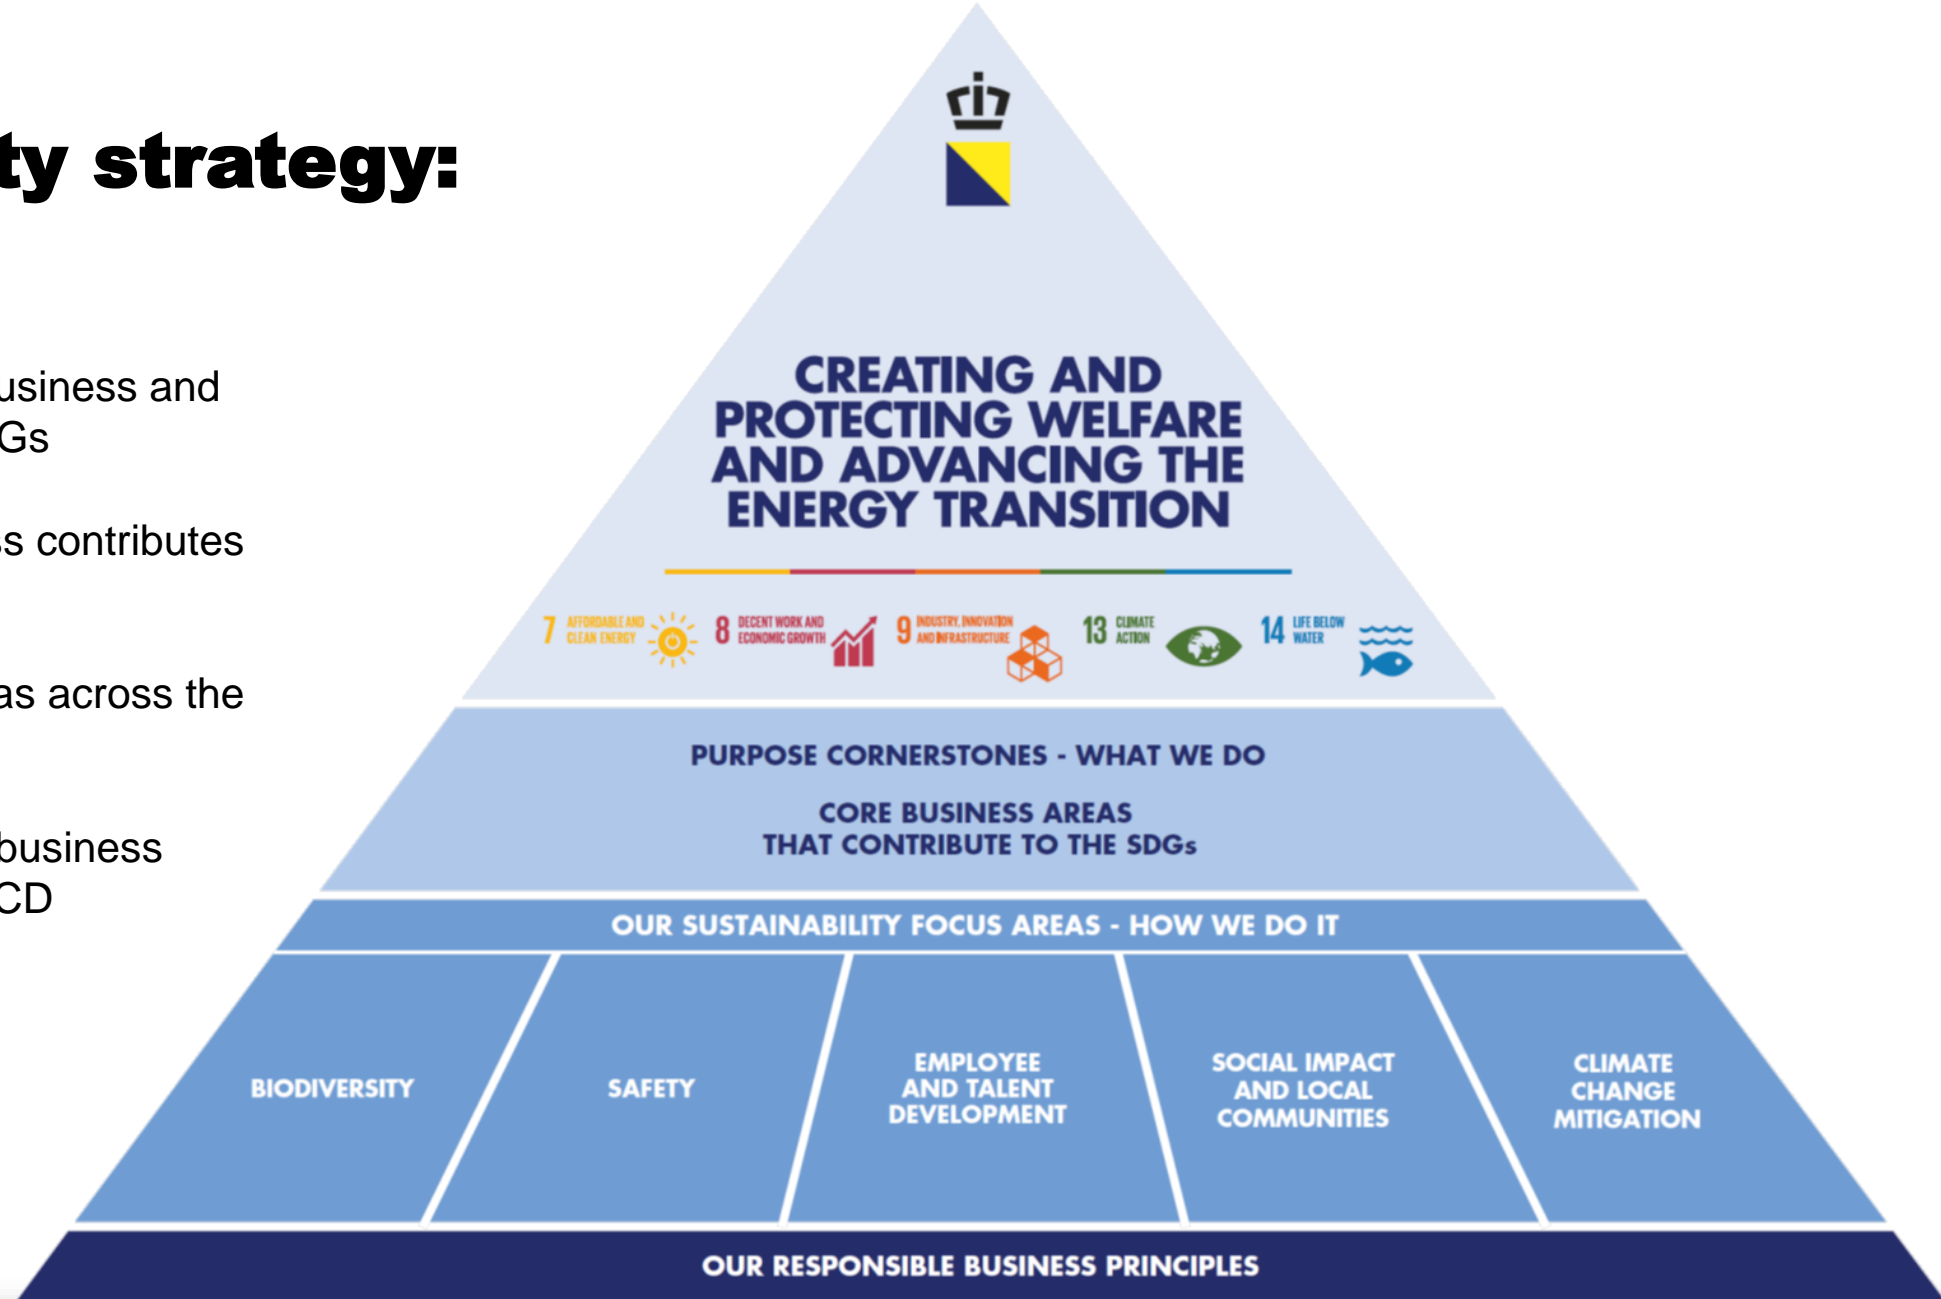 ty strategy:
usiness and
Gs
ss contributes
as across the
business
CD
CREATING AND
PROTECTING WELFARE
AND ADVANCING THE
ENERGY TRANSITION
7 AFFORDABLE AND
CLEAN ENERGY
8 DECENT WORK AND
ECONOMIC GROWTH
9 INDUSTRY, INNOVATION
AND INFRASTRUCTURE
13 CLIMATE
ACTION
14 LIFE BELOW
WATER
PURPOSE CORNERSTONES - WHAT WE DO
CORE BUSINESS AREAS
THAT CONTRIBUTE TO THE SDGs
OUR SUSTAINABILITY FOCUS AREAS - HOW WE DO IT
BIODIVERSITY
SAFETY
EMPLOYEE
AND TALENT
DEVELOPMENT
SOCIAL IMPACT
AND LOCAL
COMMUNITIES
CLIMATE
CHANGE
MITIGATION
OUR RESPONSIBLE BUSINESS PRINCIPLES